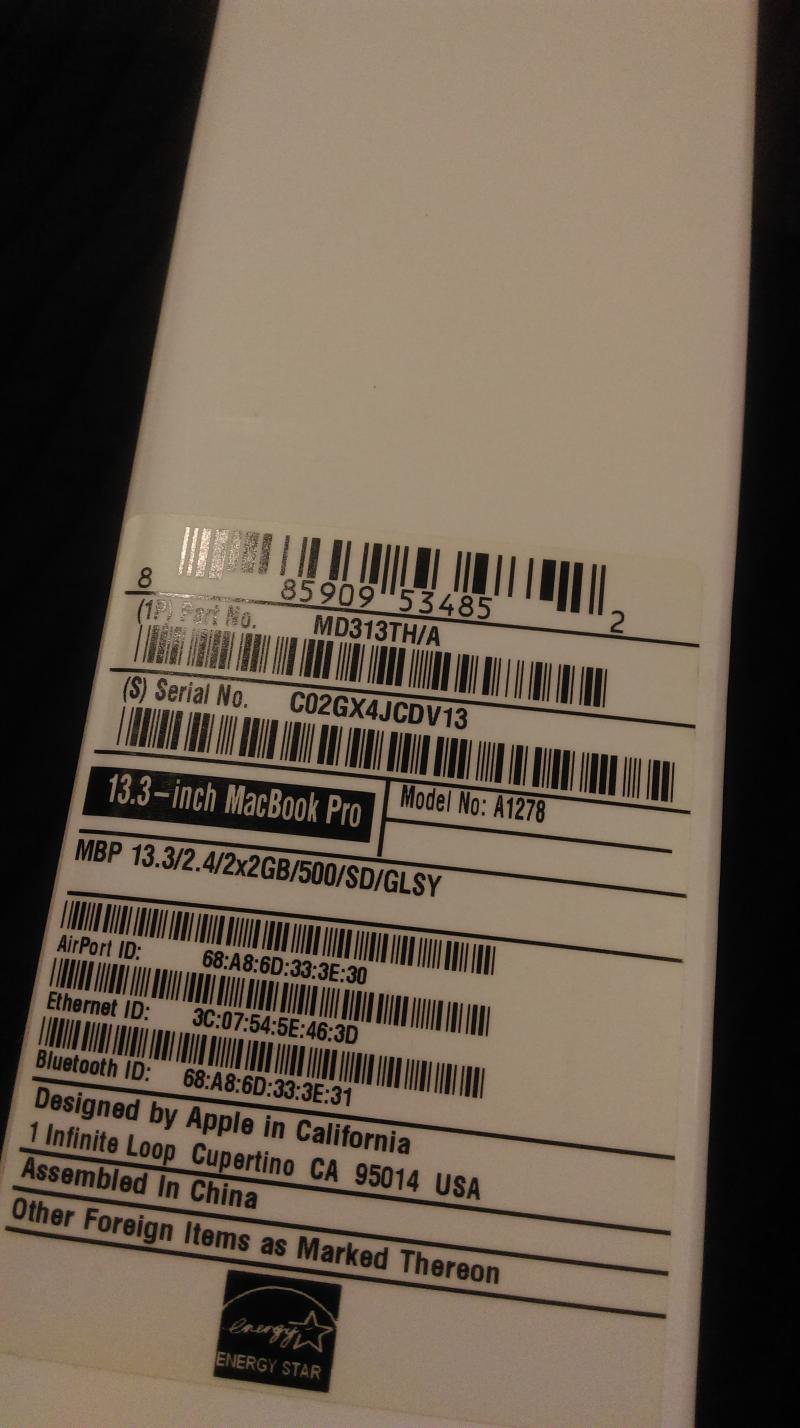 8 85909 53485 2
(1P) Part No. MD313TH/A
(S) Serial No. C02GX4JCDV13
13.3-inch MacBook Pro
Model No: A1278
MBP 13.3/2.4/2x2GB/500/SD/GLSY
AirPort ID: 68:A8:6D:33:3E:30
Ethernet ID: 3C:07:54:5E:46:3D
Bluetooth ID: 68:A8:6D:33:3E:31
Designed by Apple in California
1 Infinite Loop Cupertino CA 95014 USA
Assembled In China
Other Foreign Items as Marked Thereon
energy
ENERGY STAR